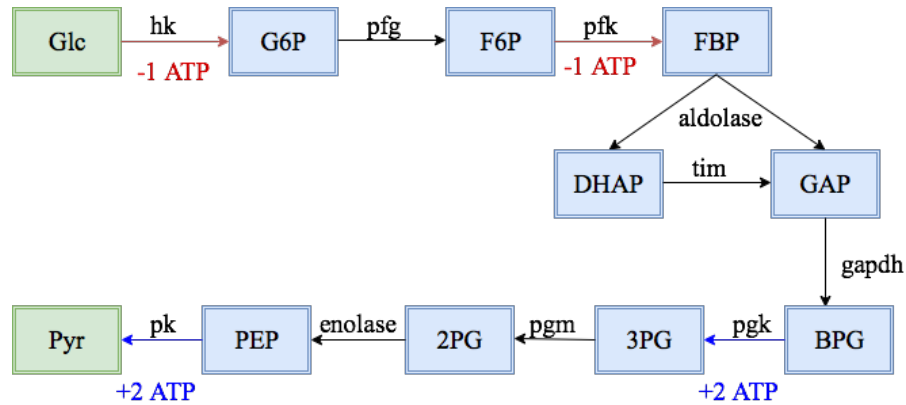 Glc
hk
-1 ATP
G6P
pfg
F6P
pfk
-1 ATP
FBP
aldolase
DHAP
tim
GAP
gapdh
BPG
pgk
+2 ATP
3PG
pgm
2PG
enolase
PEP
pk
+2 ATP
Pyr